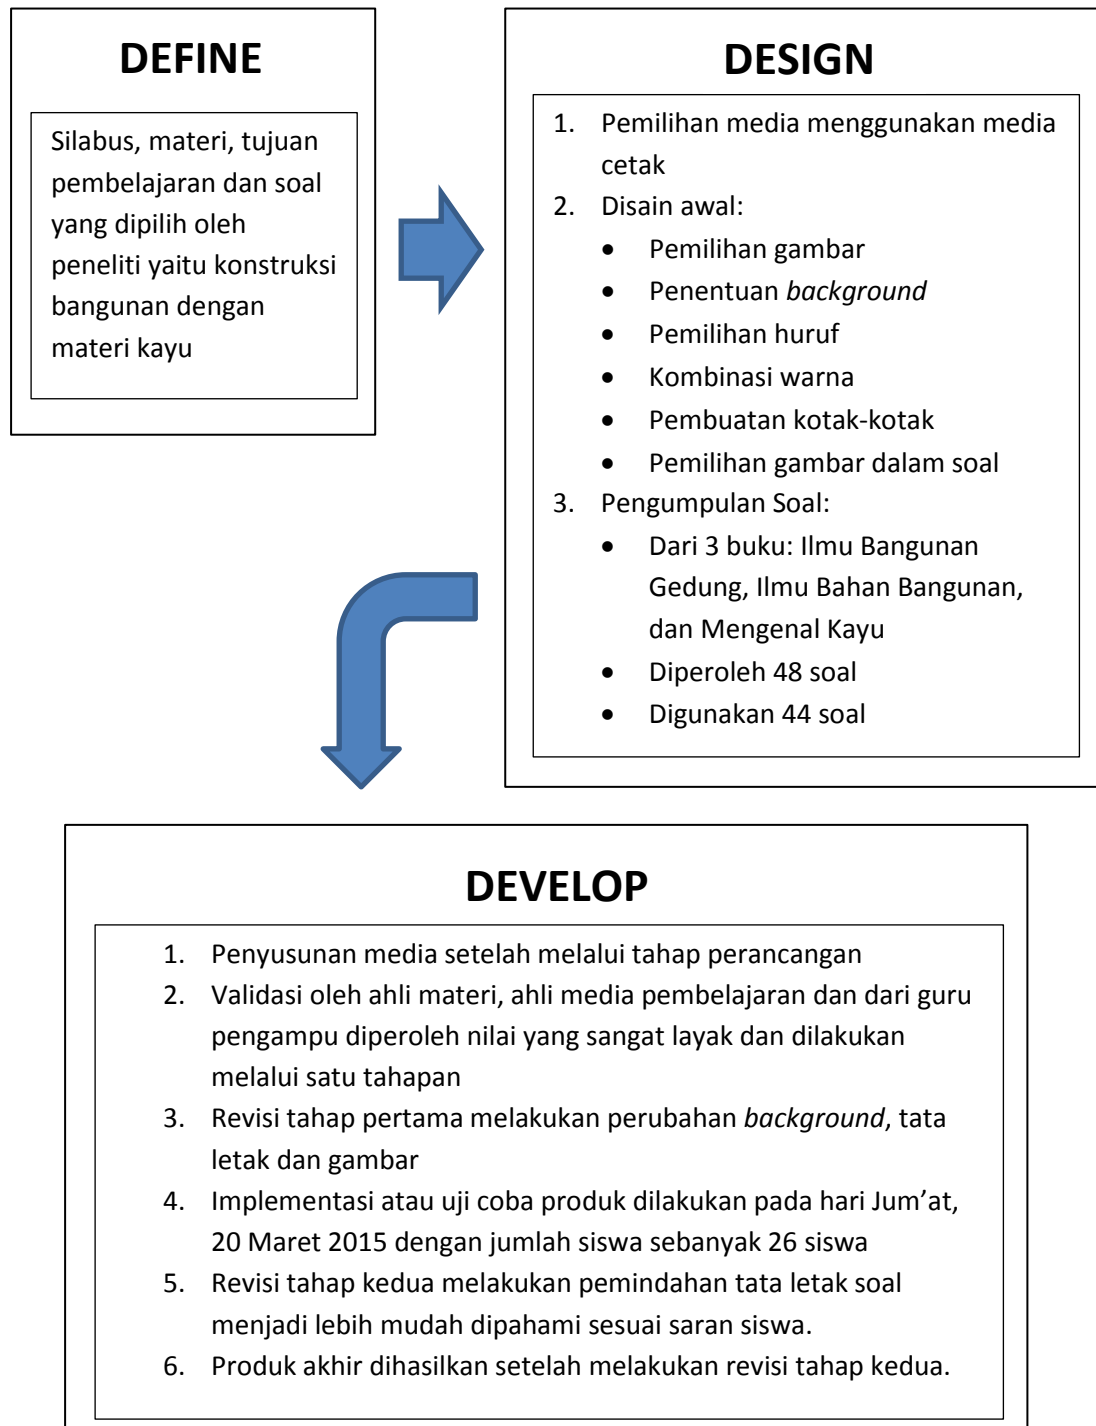 DEFINE
Silabus, materi, tujuan
pembelajaran dan soal
yang dipilih oleh
peneliti yaitu konstruksi
bangunan dengan
materi kayu
DESIGN
1. Pemilihan media menggunakan media
cetak
2. Disain awal:
• Pemilihan gambar
• Penentuan background
• Pemilihan huruf
• Kombinasi warna
• Pembuatan kotak-kotak
• Pemilihan gambar dalam soal
3. Pengumpulan Soal:
• Dari 3 buku: Ilmu Bangunan
Gedung, Ilmu Bahan Bangunan,
dan Mengenal Kayu
• Diperoleh 48 soal
• Digunakan 44 soal
DEVELOP
1. Penyusunan media setelah melalui tahap perancangan
2. Validasi oleh ahli materi, ahli media pembelajaran dan dari guru
pengampu diperoleh nilai yang sangat layak dan dilakukan
melalui satu tahapan
3. Revisi tahap pertama melakukan perubahan background, tata
letak dan gambar
4. Implementasi atau uji coba produk dilakukan pada hari Jum’at,
20 Maret 2015 dengan jumlah siswa sebanyak 26 siswa
5. Revisi tahap kedua melakukan pemindahan tata letak soal
menjadi lebih mudah dipahami sesuai saran siswa.
6. Produk akhir dihasilkan setelah melakukan revisi tahap kedua.